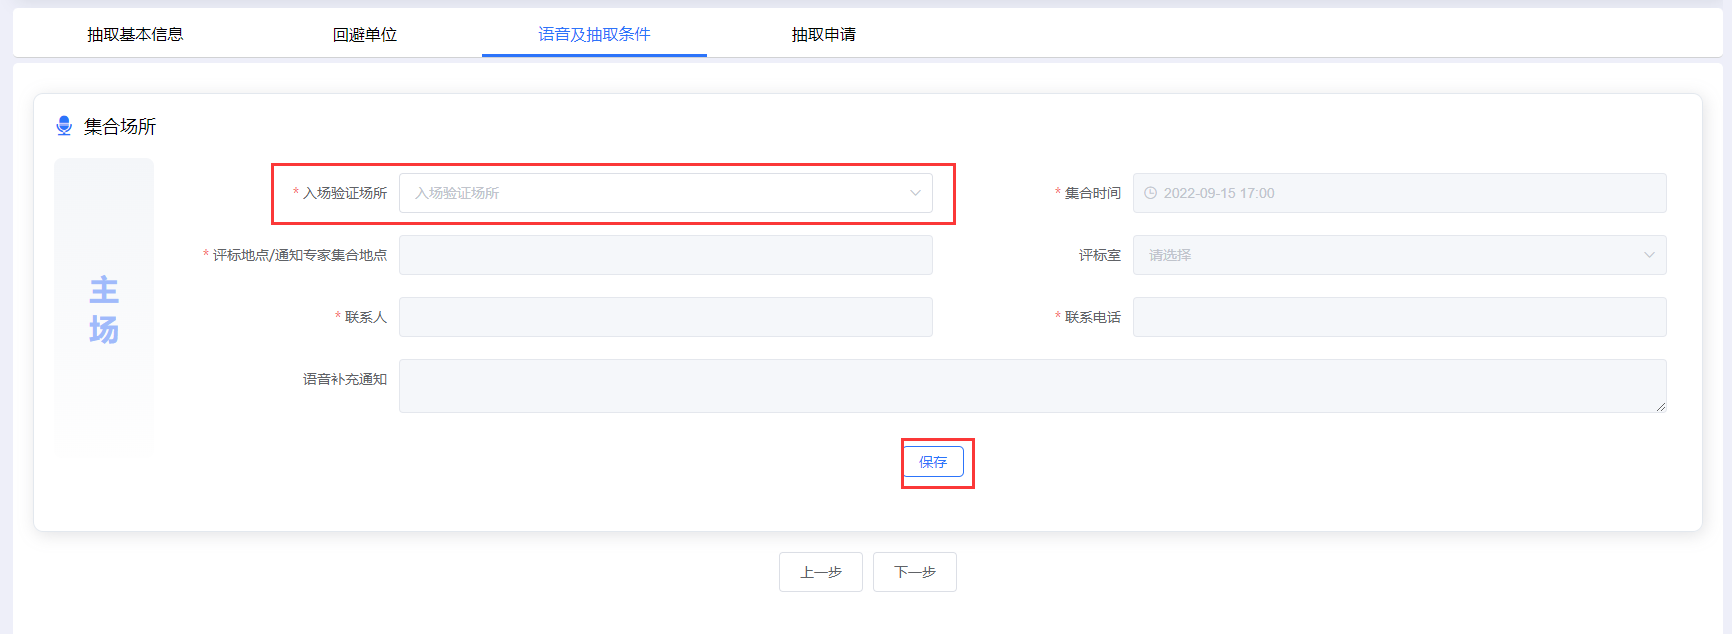 抽取基本信息 回避单位 语音及抽取条件 抽取申请
集合场所
主场
* 入场验证场所 入场验证场所 * 集合时间 2022-09-15 17:00
* 评标地点/通知专家集合地点 评标室 请选择
* 联系人 * 联系电话
语音补充通知
保存
上一步 下一步